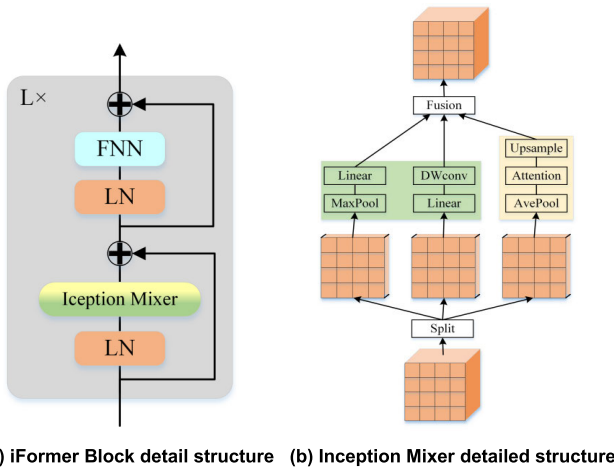 L×
FNN
LN
Iception Mixer
LN
Fusion
Upsample
Linear
DWconv
Attention
MaxPool
Linear
AvePool
Split
) iFormer Block detail structure
(b) Inception Mixer detailed structure